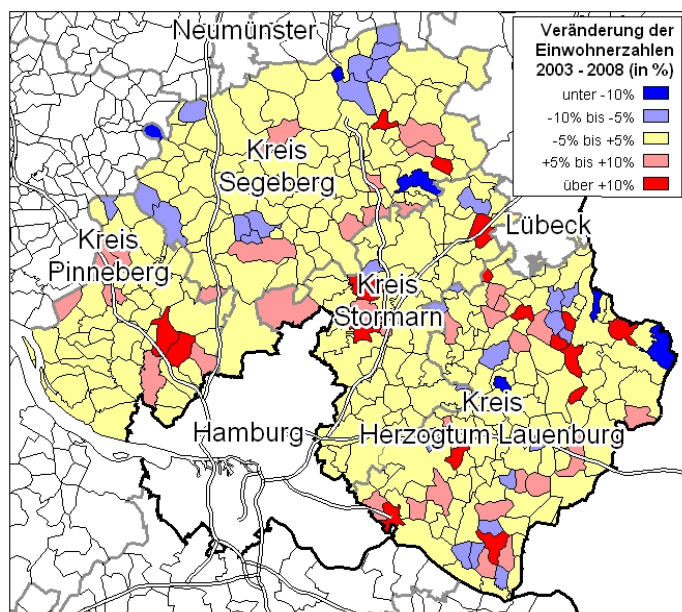 Neumünster
Veränderung der
Einwohnerzahlen
2003 - 2008 (in %)
unter -10%
-10% bis -5%
-5% bis +5%
+5% bis +10%
über +10%
Kreis
Segeberg
Lübeck
Kreis
Pinneberg
Kreis
Stormarn
Kreis
Herzogtum-Lauenburg
Hamburg